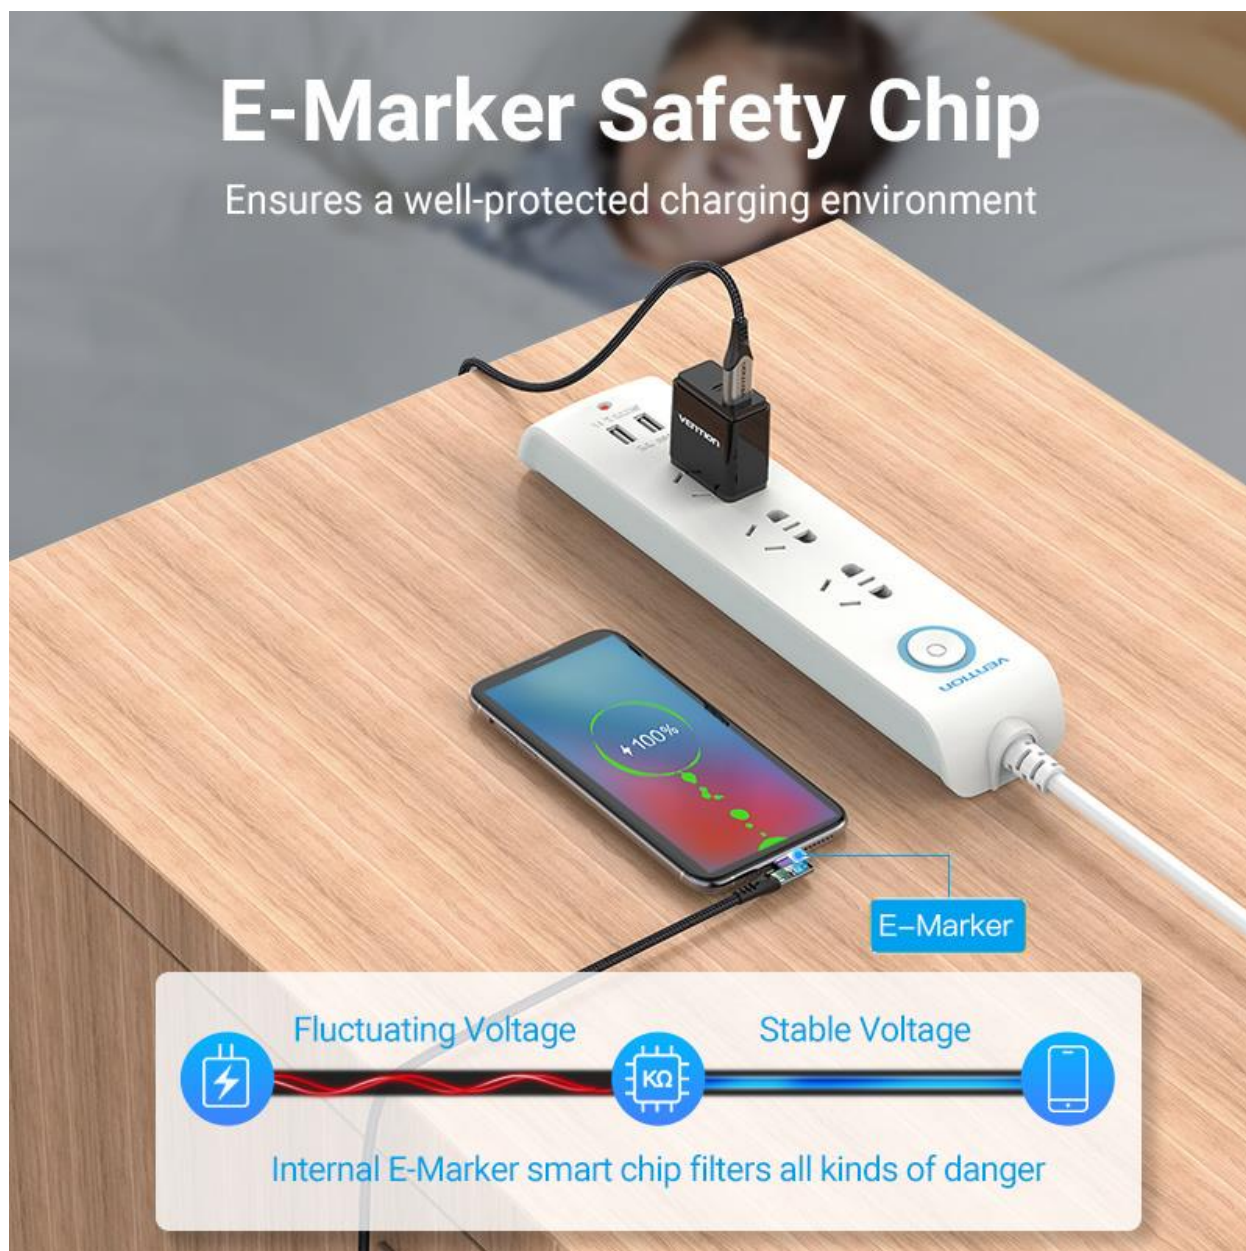 E-Marker Safety Chip
Ensures a well-protected charging environment
VENTION
VENTION
100%
E-Marker
Fluctuating Voltage
Stable Voltage
KΩ
Internal E-Marker smart chip filters all kinds of danger